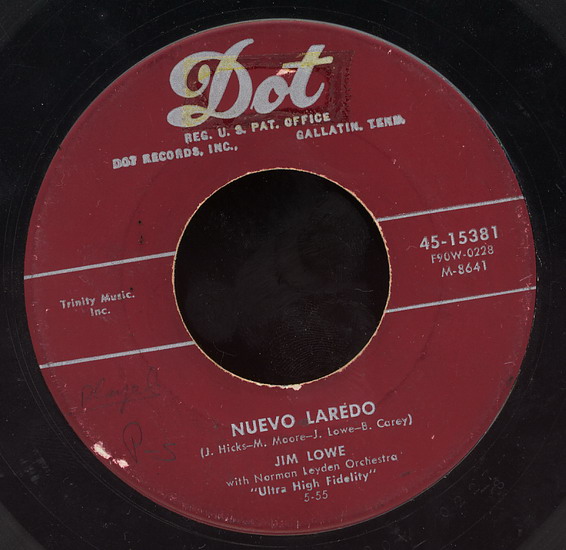 Dot
REG. U. S. PAT. OFFICE
DOT RECORDS, INC., GALLATIN, TENN.
45-15381
F90W-0228
M-8641
Trinity Music.
Inc.
NUEVO LAREDO
(J. Hicks-M. Moore-J. Lowe-B. Carey)
JIM LOWE
with Norman Leyden Orchestra
"Ultra High Fidelity"
5-55